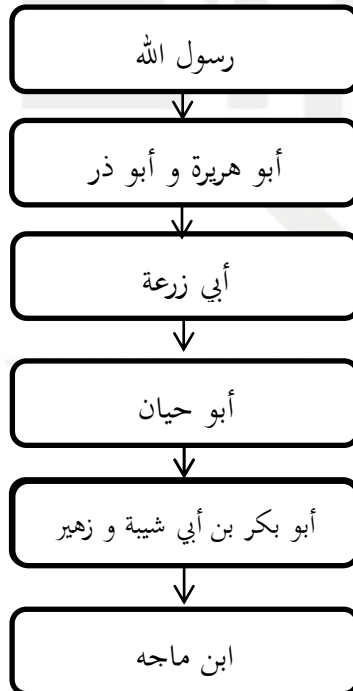 رسول الله
أبو هريرة و أبو ذر
أبي زرعة
أبو حيان
أبو بكر بن أبي شيبة و زهير
ابن ماجه